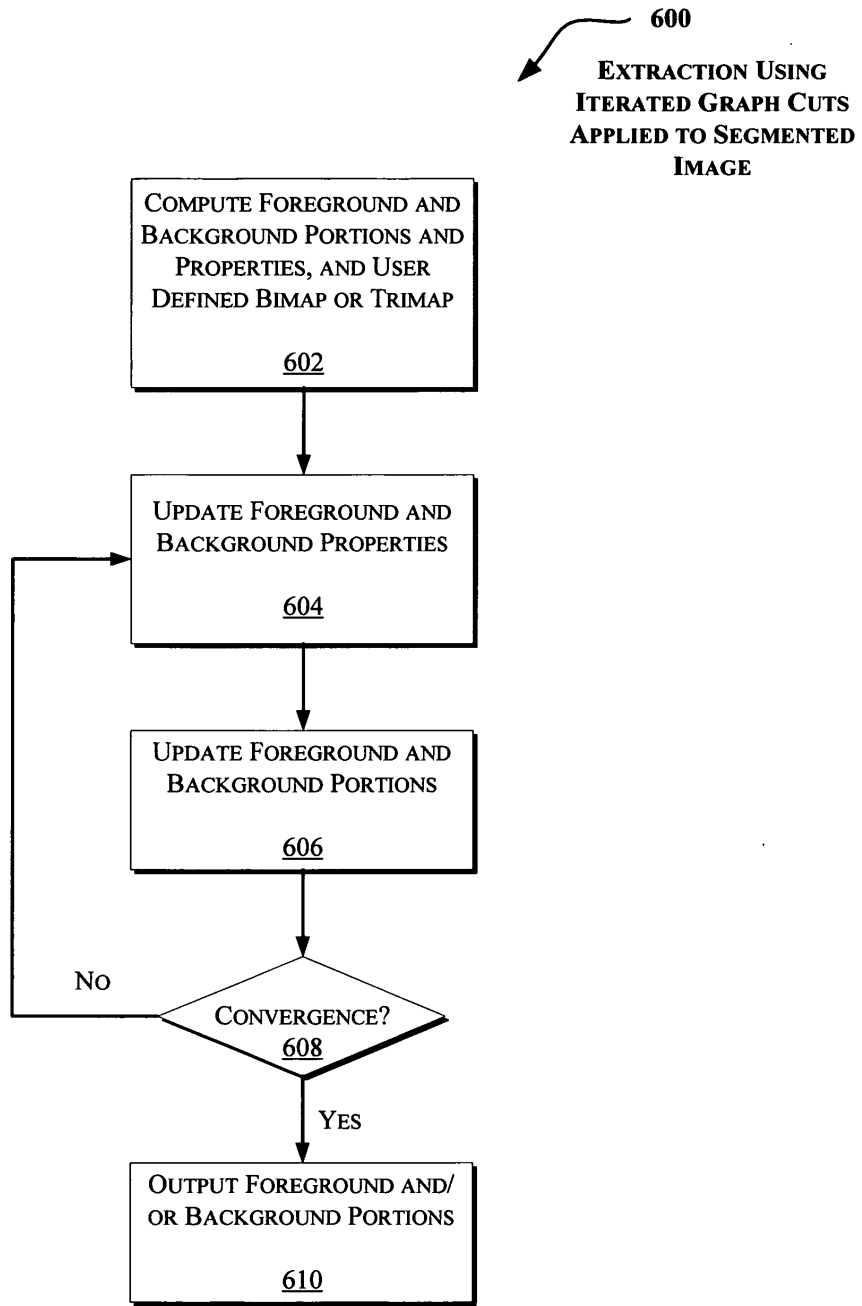 600
EXTRACTION USING
ITERATED GRAPH CUTS
APPLIED TO SEGMENTED
IMAGE
COMPUTE FOREGROUND AND
BACKGROUND PORTIONS AND
PROPERTIES, AND USER
DEFINED BIMAP OR TRIMAP
602
UPDATE FOREGROUND AND
BACKGROUND PROPERTIES
604
UPDATE FOREGROUND AND
BACKGROUND PORTIONS
606
NO
CONVERGENCE?
608
YES
OUTPUT FOREGROUND AND/
OR BACKGROUND PORTIONS
610